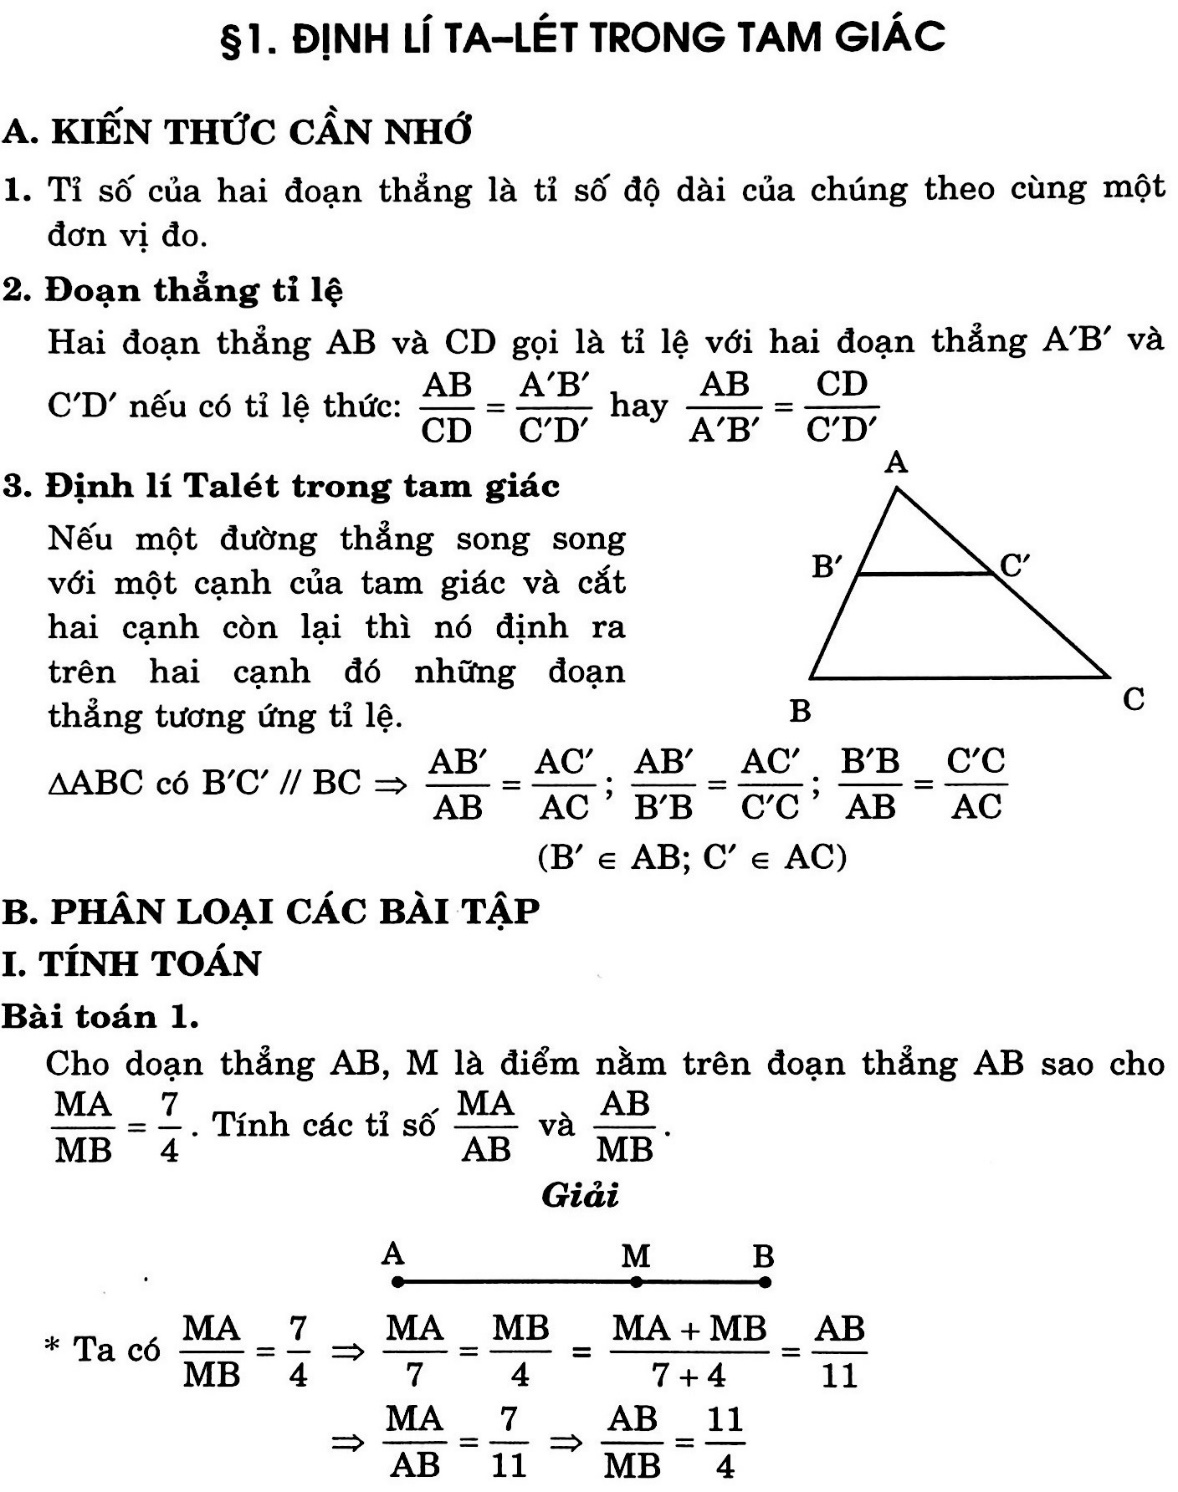 §1. ĐỊNH LÍ TA–LÉT TRONG TAM GIÁC
A. KIẾN THỨC CẦN NHỚ
1. Tỉ số của hai đoạn thẳng là tỉ số độ dài của chúng theo cùng một
đơn vị đo.
2. Đoạn thẳng tỉ lệ
Hai đoạn thẳng AB và CD gọi là tỉ lệ với hai đoạn thẳng A′B′ và
C′D′ nếu có tỉ lệ thức: AB/CD = A′B′/C′D′ hay AB/A′B′ = CD/C′D′
3. Định lí Talét trong tam giác
Nếu một đường thẳng song song
với một cạnh của tam giác và cắt
hai cạnh còn lại thì nó định ra
trên hai cạnh đó những đoạn
thẳng tương ứng tỉ lệ.
A
B′ C′
B C
ΔABC có B′C′ // BC ⇒ AB′/AB = AC′/AC; AB′/B′B = AC′/C′C; B′B/AB = C′C/AC
(B′ ∈ AB; C′ ∈ AC)
B. PHÂN LOẠI CÁC BÀI TẬP
I. TÍNH TOÁN
Bài toán 1.
Cho doạn thẳng AB, M là điểm nằm trên đoạn thẳng AB sao cho
MA/MB = 7/4. Tính các tỉ số MA/AB và AB/MB.
Giải
A M B
* Ta có MA/MB = 7/4 ⇒ MA/7 = MB/4 = (MA + MB)/(7 + 4) = AB/11
⇒ MA/AB = 7/11 ⇒ AB/MB = 11/4